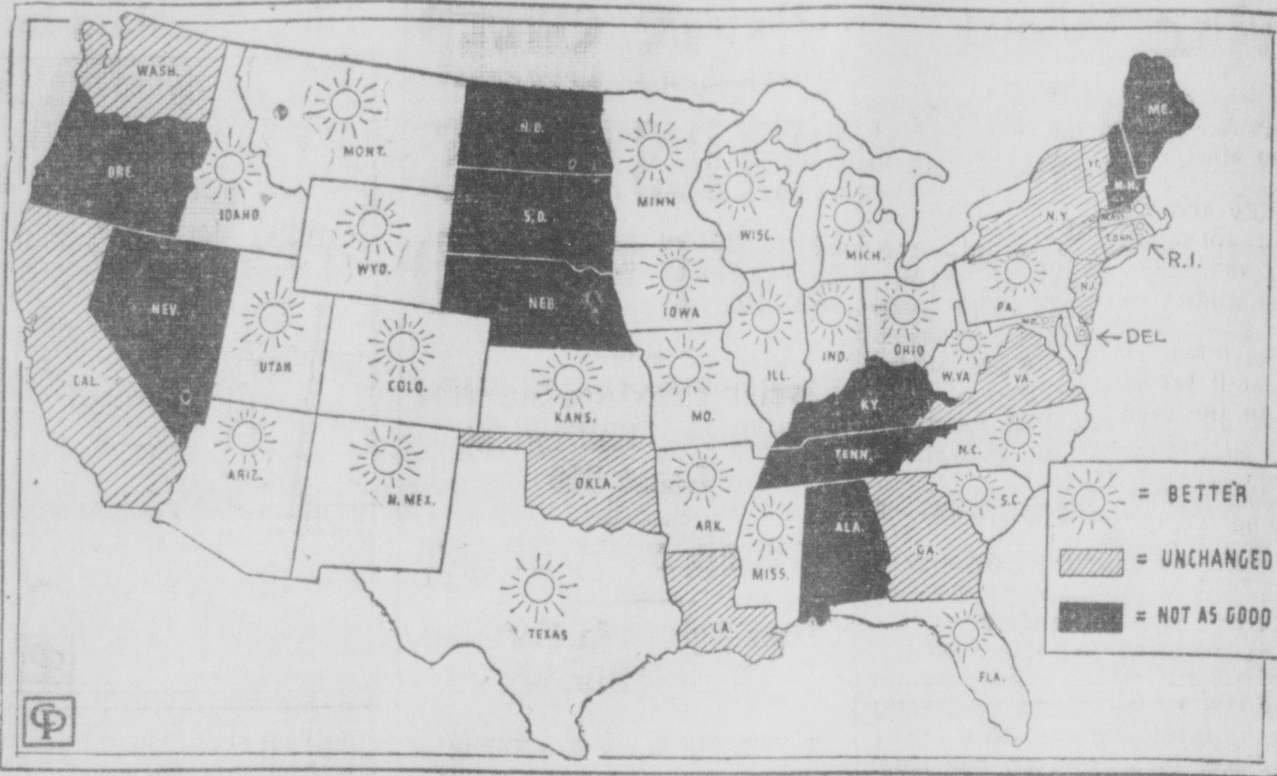 WASH.
MONT.
N.D.
ME.
ORE.
IDAHO.
MINN
VT.
N.H.
S.D.
WISC.
MICH.
N.Y.
MASS
CONN.
R.I.
WYO.
NEB.
IOWA
PA.
N.J.
NEV.
UTAH
COLO.
ILL.
IND.
OHIO
W.VA
DEL
CAL.
KANS.
MO.
KY.
VA.
ARIZ.
N. MEX.
OKLA.
ARK.
TENN.
N.C.
S.C.
MISS.
ALA.
GA.
TEXAS
LA.
FLA.
= BETTER
= UNCHANGED
= NOT AS GOOD
CP